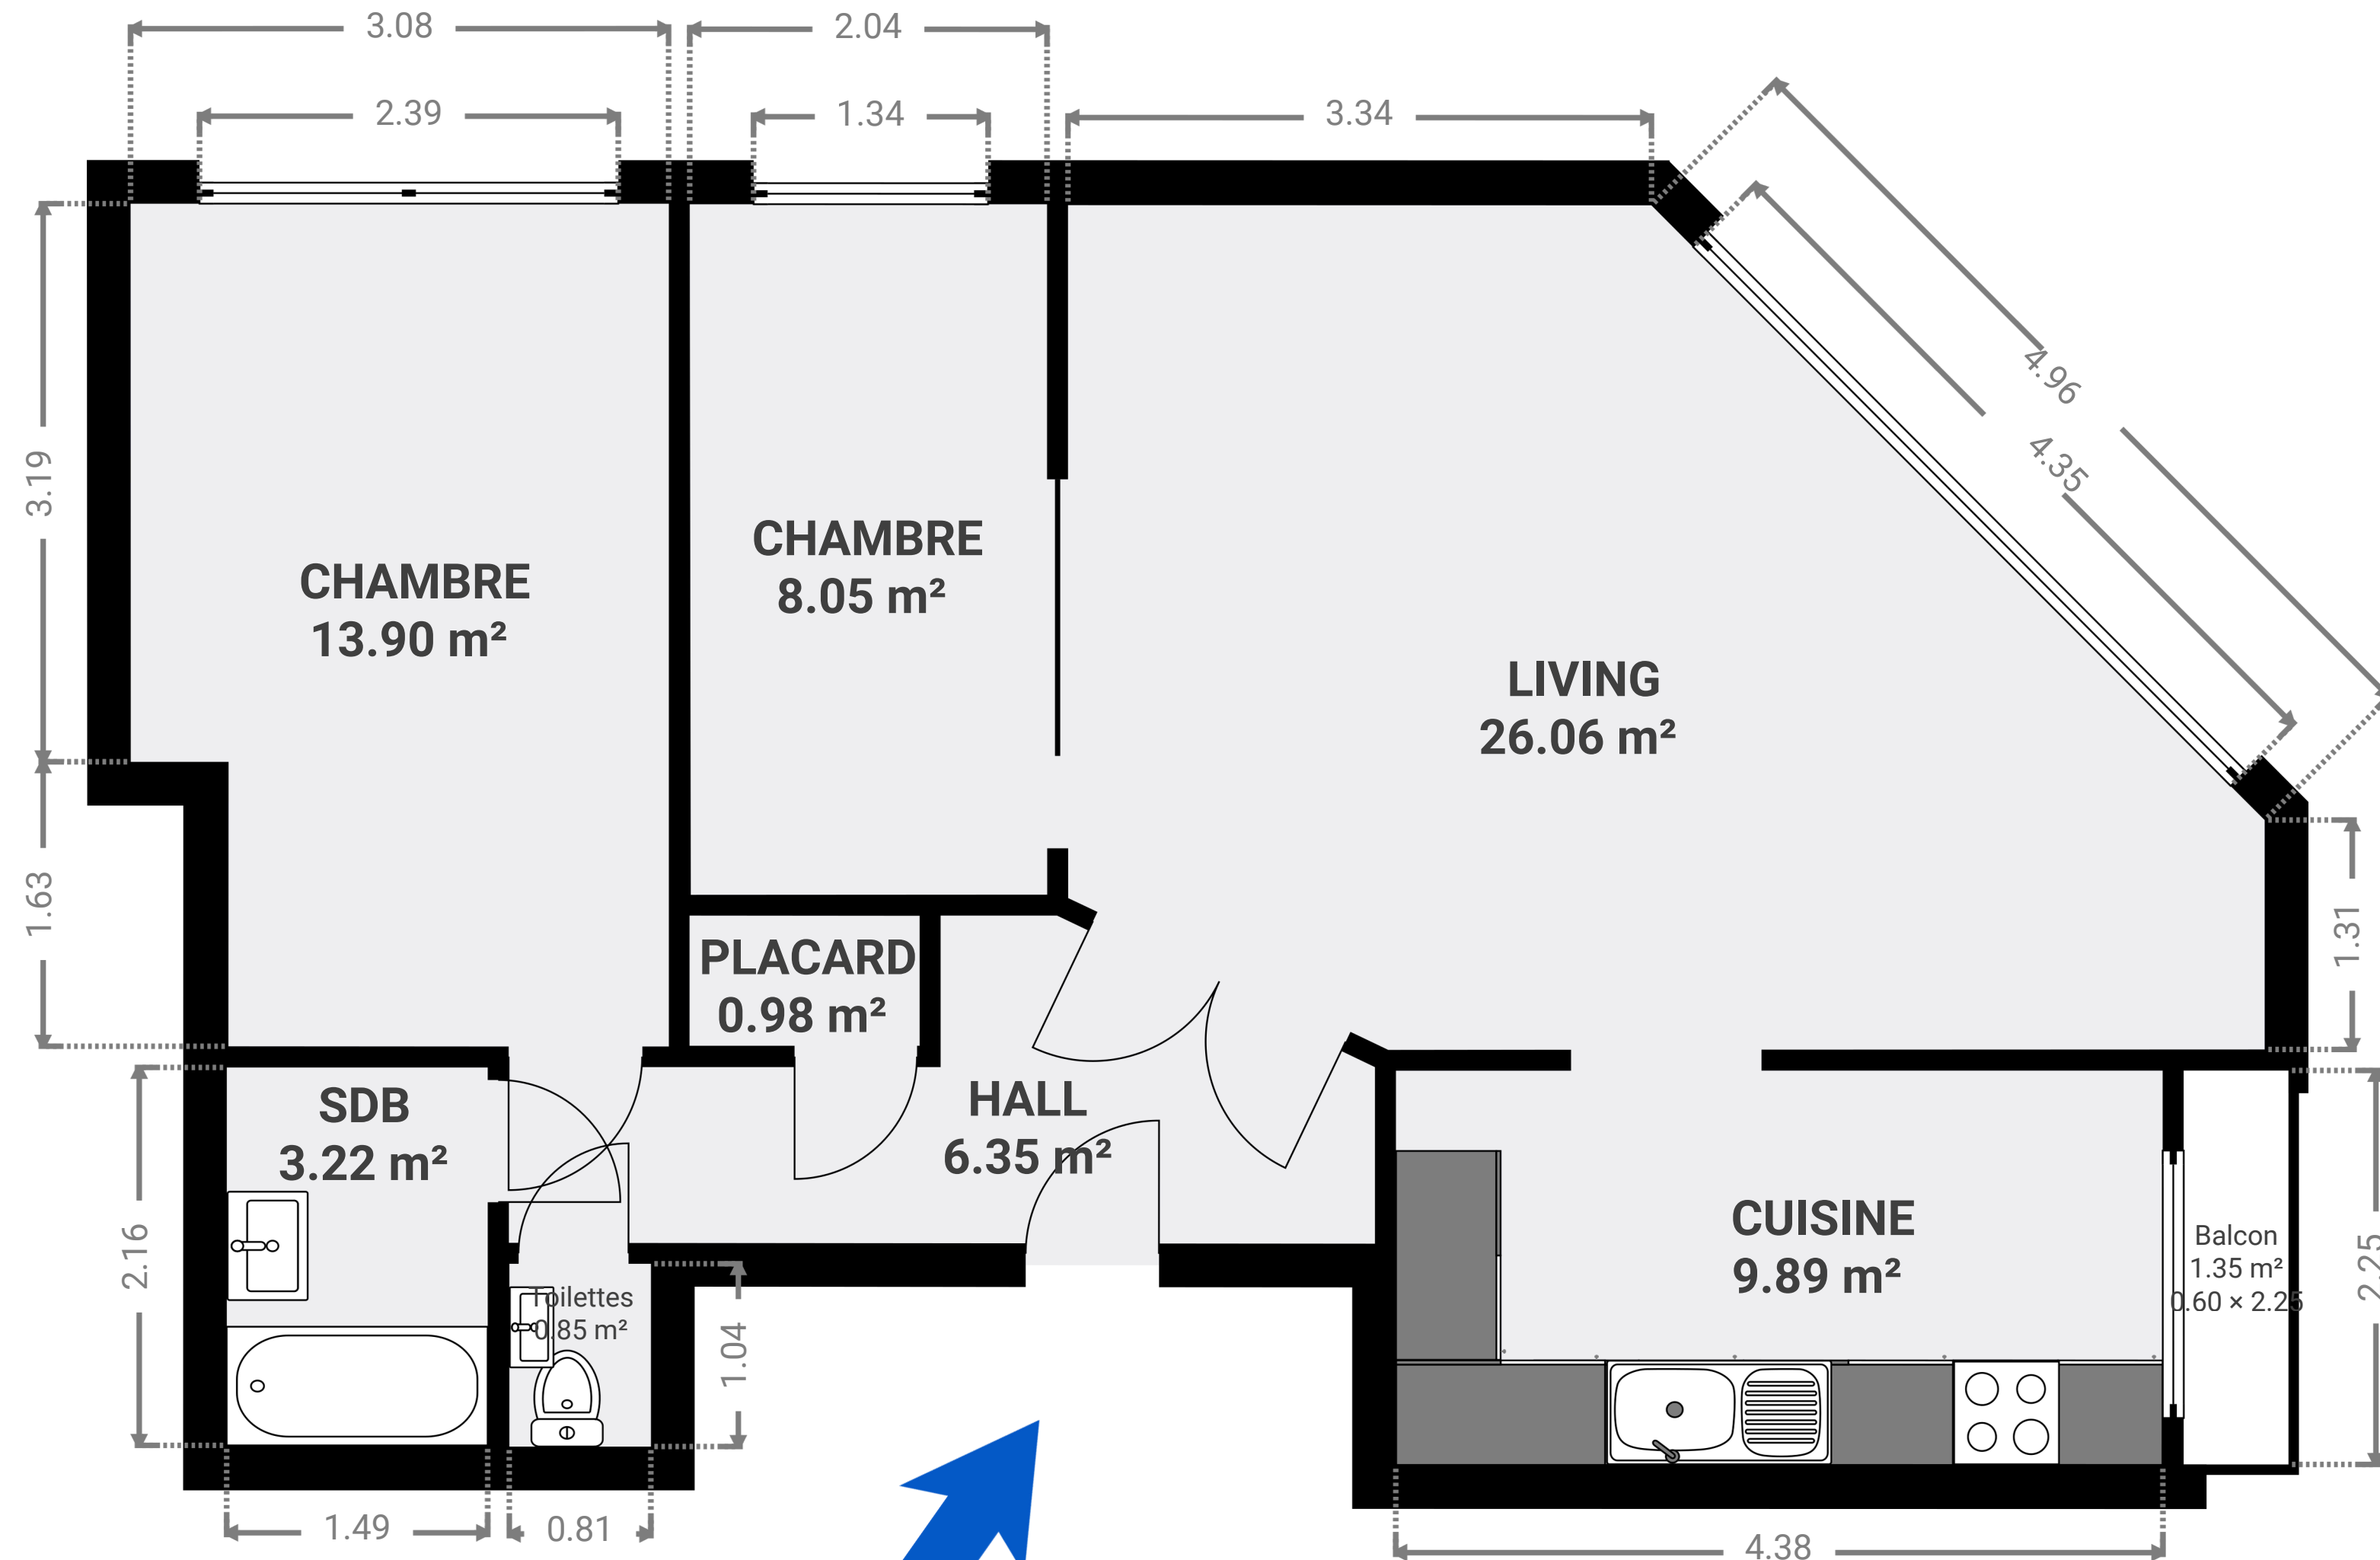 3.08
2.04
2.39
1.34
3.34
4.96
4.35
3.19
CHAMBRE
13.90 m²
CHAMBRE
8.05 m²
LIVING
26.06 m²
1.63
1.31
PLACARD
0.98 m²
SDB
3.22 m²
HALL
6.35 m²
CUISINE
9.89 m²
Balcon
1.35 m²
0.60 × 2.25
2.25
2.16
Toilettes
0.85 m²
1.04
1.49
0.81
4.38